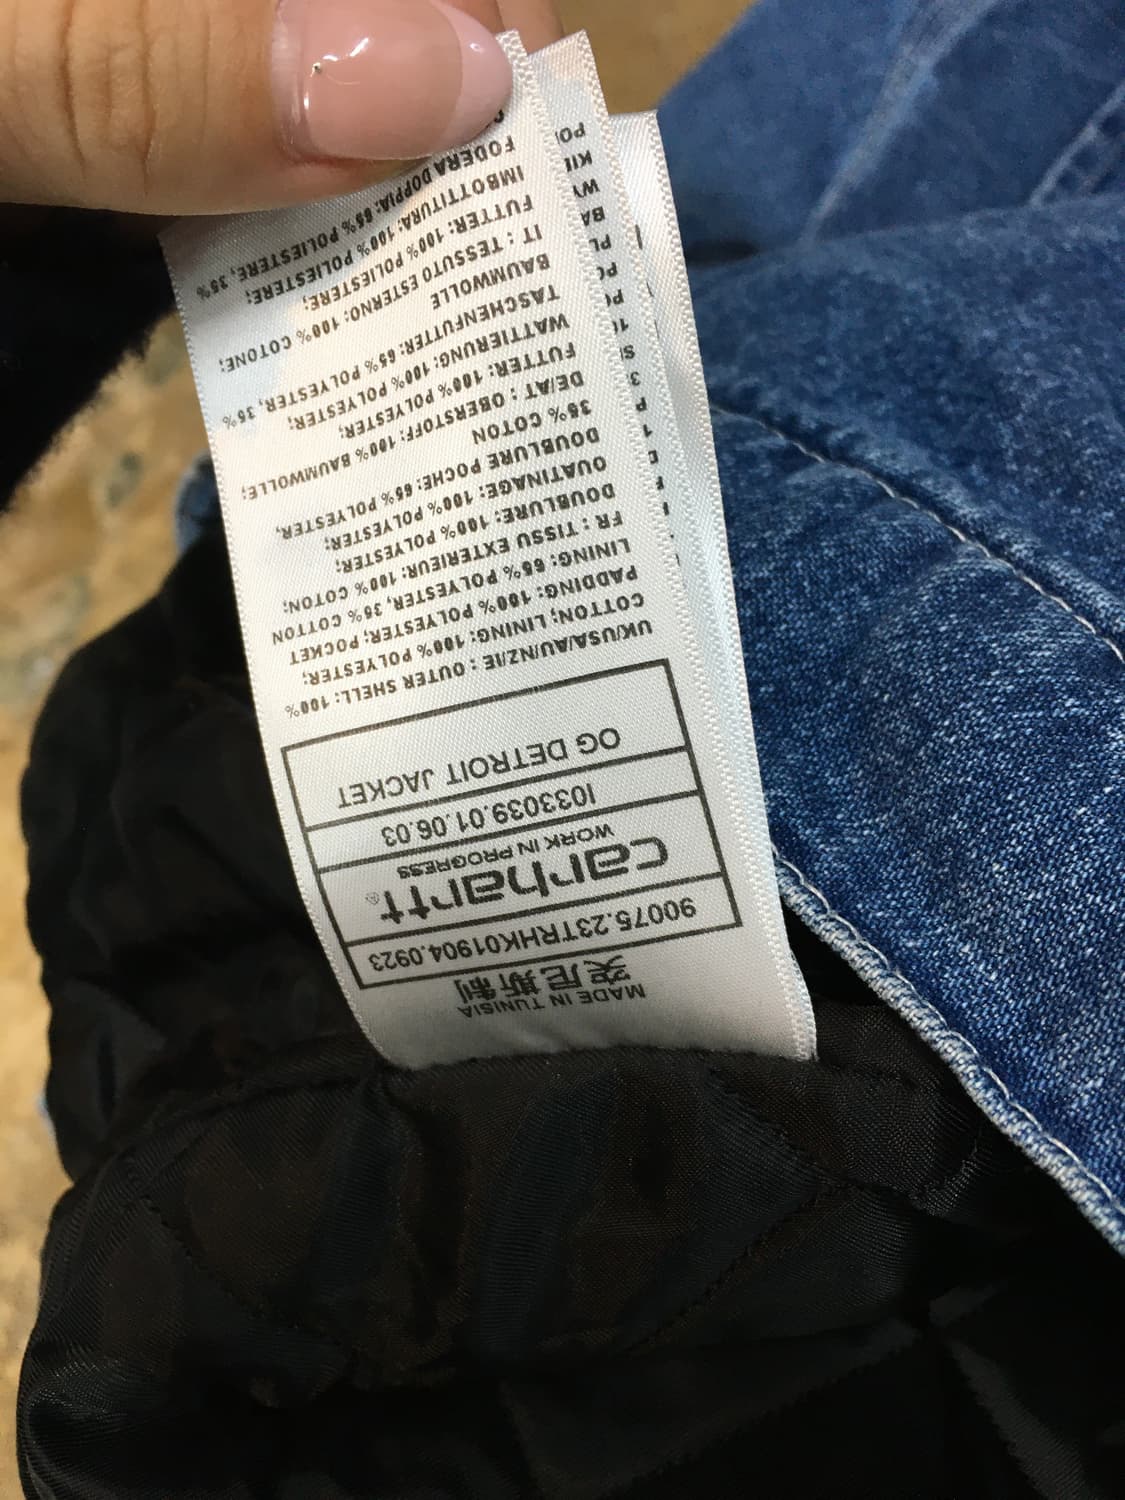 MADE IN TUNISIA
突尼斯 制
90075.23TRHK01904.0923
carhartt®
WORK IN PROGRESS
I033039.01.06.03
OG DETROIT JACKET
UK/USA/AU/NZ/IE : OUTER SHELL: 100%
COTTON; LINING: 100% POLYESTER;
PADDING: 100% POLYESTER; POCKET
LINING: 65% POLYESTER, 35% COTTON
FR : TISSU EXTERIEUR: 100% COTON;
DOUBLURE: 100% POLYESTER;
OUATINAGE: 100% POLYESTER;
DOUBLURE POCHE: 65% POLYESTER,
35% COTON
DE/AT : OBERSTOFF: 100% BAUMWOLLE;
FUTTER: 100% POLYESTER;
WATTIERUNG: 100% POLYESTER;
TASCHENFUTTER: 65% POLYESTER, 35%
BAUMWOLLE
IT : TESSUTO ESTERNO: 100% COTONE;
FUTTER: 100% POLIESTERE;
IMBOTTITURA: 100% POLIESTERE;
FODERA DOPPIA: 65% POLIESTERE, 35%